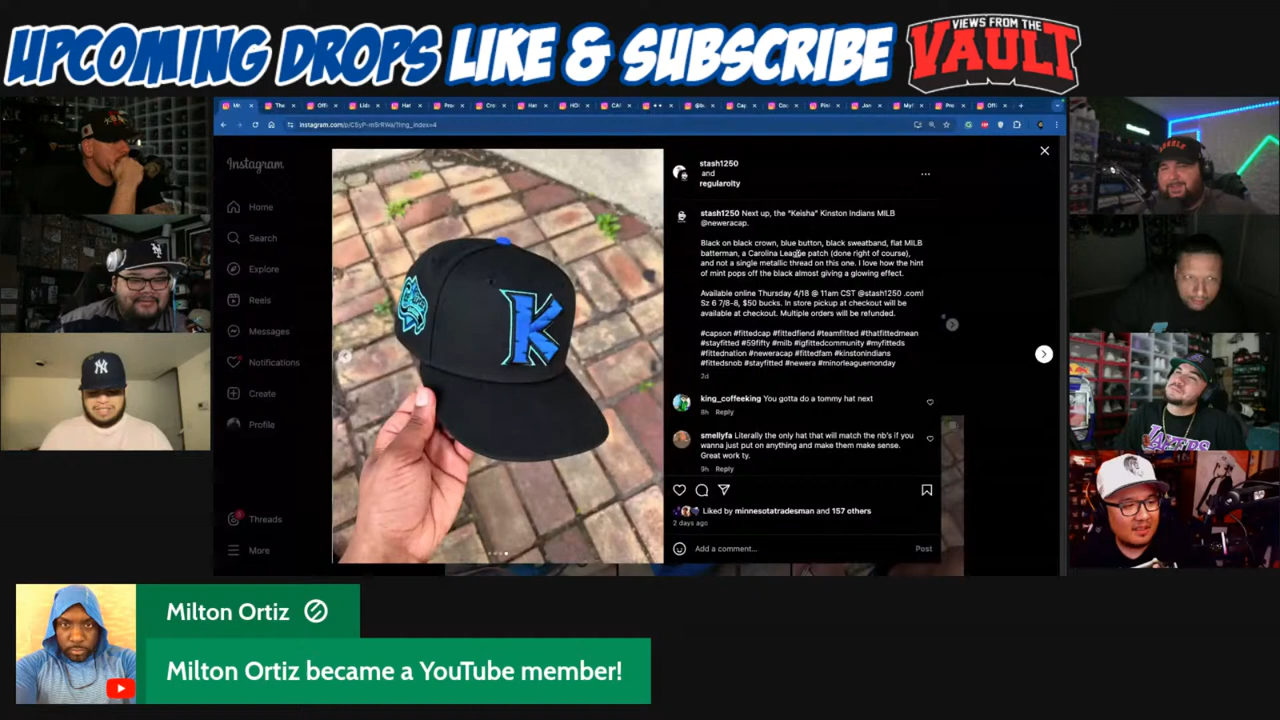 UPCOMING DROPS LIKE & SUBSCRIBE
VIEWS FROM THE
VAULT
instagram.com/p/C5yP-mSrRWa/?img_index=4
Instagram
Home
Search
Explore
Reels
Messages
Notifications
Create
Profile
Threads
More
K
stash1250
and
regularolty
stash1250 Next up, the "Keisha" Kinston Indians MILB
@neweracap.
Black on black crown, blue button, black sweatband, flat MILB
batterman, a Carolina League patch (done right of course),
and not a single metallic thread on this one. I love how the hint
of mint pops off the black almost giving a glowing effect.
Available online Thursday 4/18 @ 11am CST @stash1250 .com!
Sz 6 7/8-8, $50 bucks. In store pickup at checkout will be
available at checkout. Multiple orders will be refunded.
#capson #fittedcap #fittedfiend #teamfitted #thatfittedmean
#stayfitted #59fifty #milb #igfittedcommunity #myfitteds
#fittednation #neweracap #fittedfam #kinstonindians
#fittedsnob #stayfitted #newera #minorleaguemonday
2d
king_coffeeking You gotta do a tommy hat next
8h Reply
smellyfa Literally the only hat that will match the nb's if you
wanna just put on anything and make them make sense.
Great work ty.
9h Reply
Liked by minnesotatradesman and 157 others
2 days ago
Add a comment...
Post
LAKERS
Milton Ortiz
Milton Ortiz became a YouTube member!